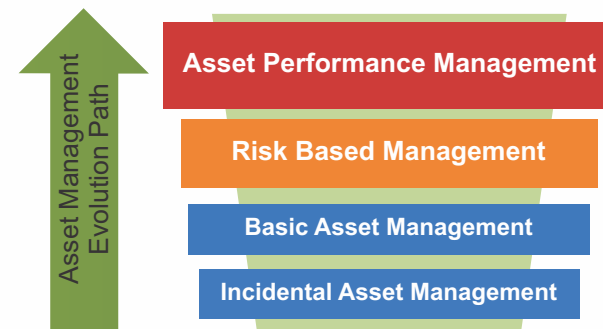 Asset Management
Evolution Path
Asset Performance Management
Risk Based Management
Basic Asset Management
Incidental Asset Management